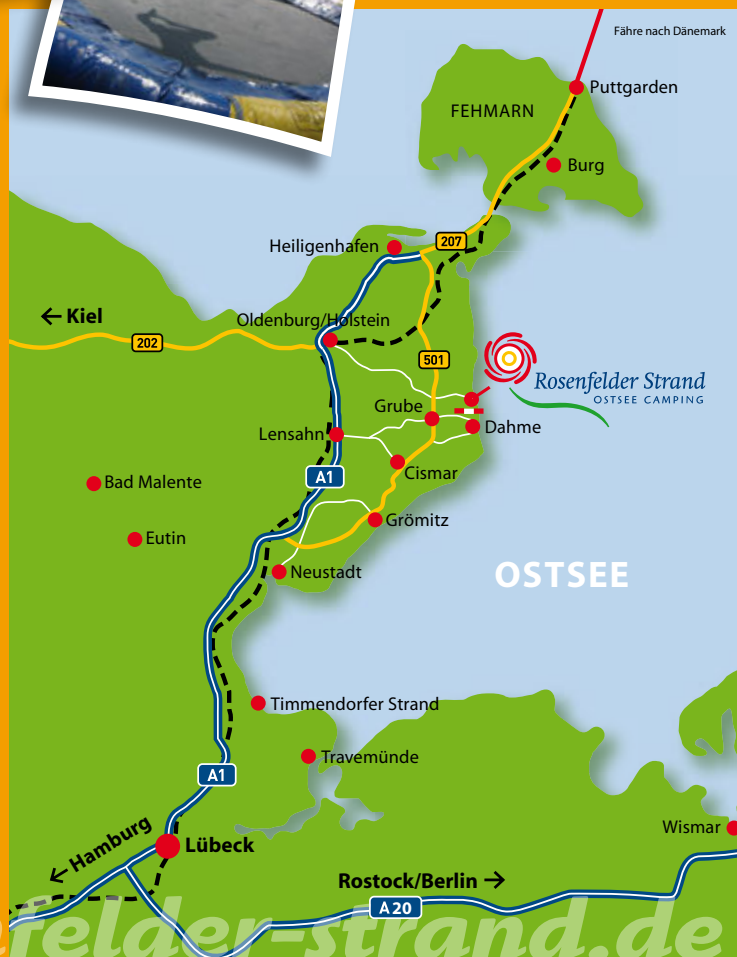 Fähre nach Dänemark
Puttgarden
FEHMARN
Burg
Heiligenhafen
207
← Kiel
Oldenburg/Holstein
202
501
Rosenfelder Strand
OSTSEE CAMPING
Grube
Dahme
Lensahn
Cismar
A1
Bad Malente
Grömitz
Eutin
Neustadt
OSTSEE
Timmendorfer Strand
Travemünde
A1
Wismar
← Hamburg
Lübeck
Rostock/Berlin →
A20
felder-strand.de